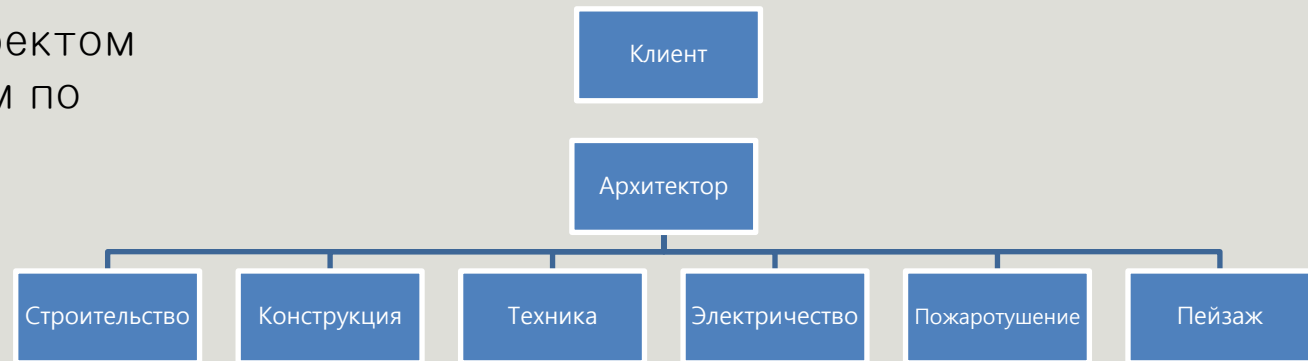 ектом
м по
Клиент
Архитектор
Строительство
Конструкция
Техника
Электричество
Пожаротушение
Пейзаж